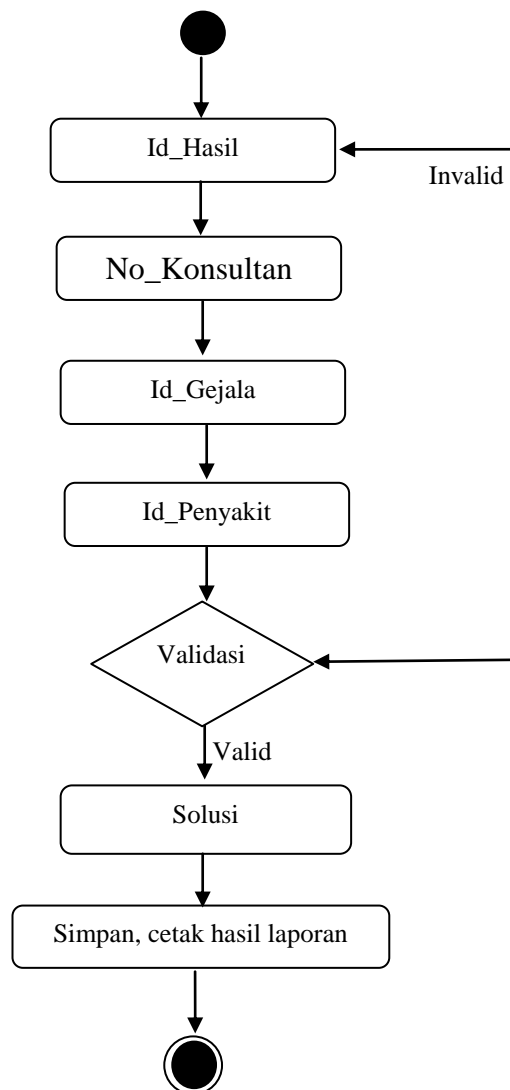 Id_Hasil
Invalid
No_Konsultan
Id_Gejala
Id_Penyakit
Validasi
Valid
Solusi
Simpan, cetak hasil laporan